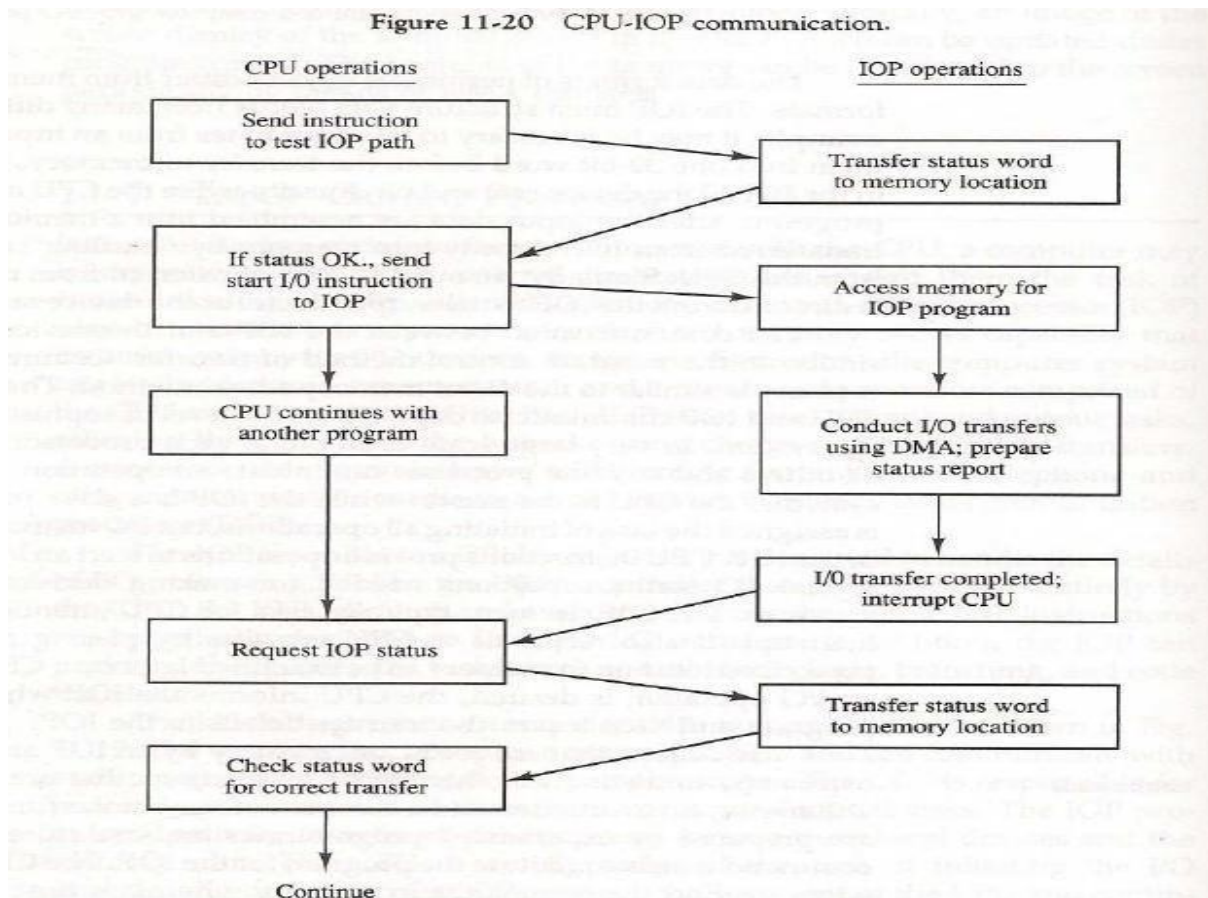 Figure 11-20 CPU-IOP communication.
CPU operations
IOP operations
Send instruction
to test IOP path
Transfer status word
to memory location
If status OK., send
start I/0 instruction
to IOP
Access memory for
IOP program
CPU continues with
another program
Conduct I/O transfers
using DMA; prepare
status report
I/0 transfer completed;
interrupt CPU
Request IOP status
Transfer status word
to memory location
Check status word
for correct transfer
Continue